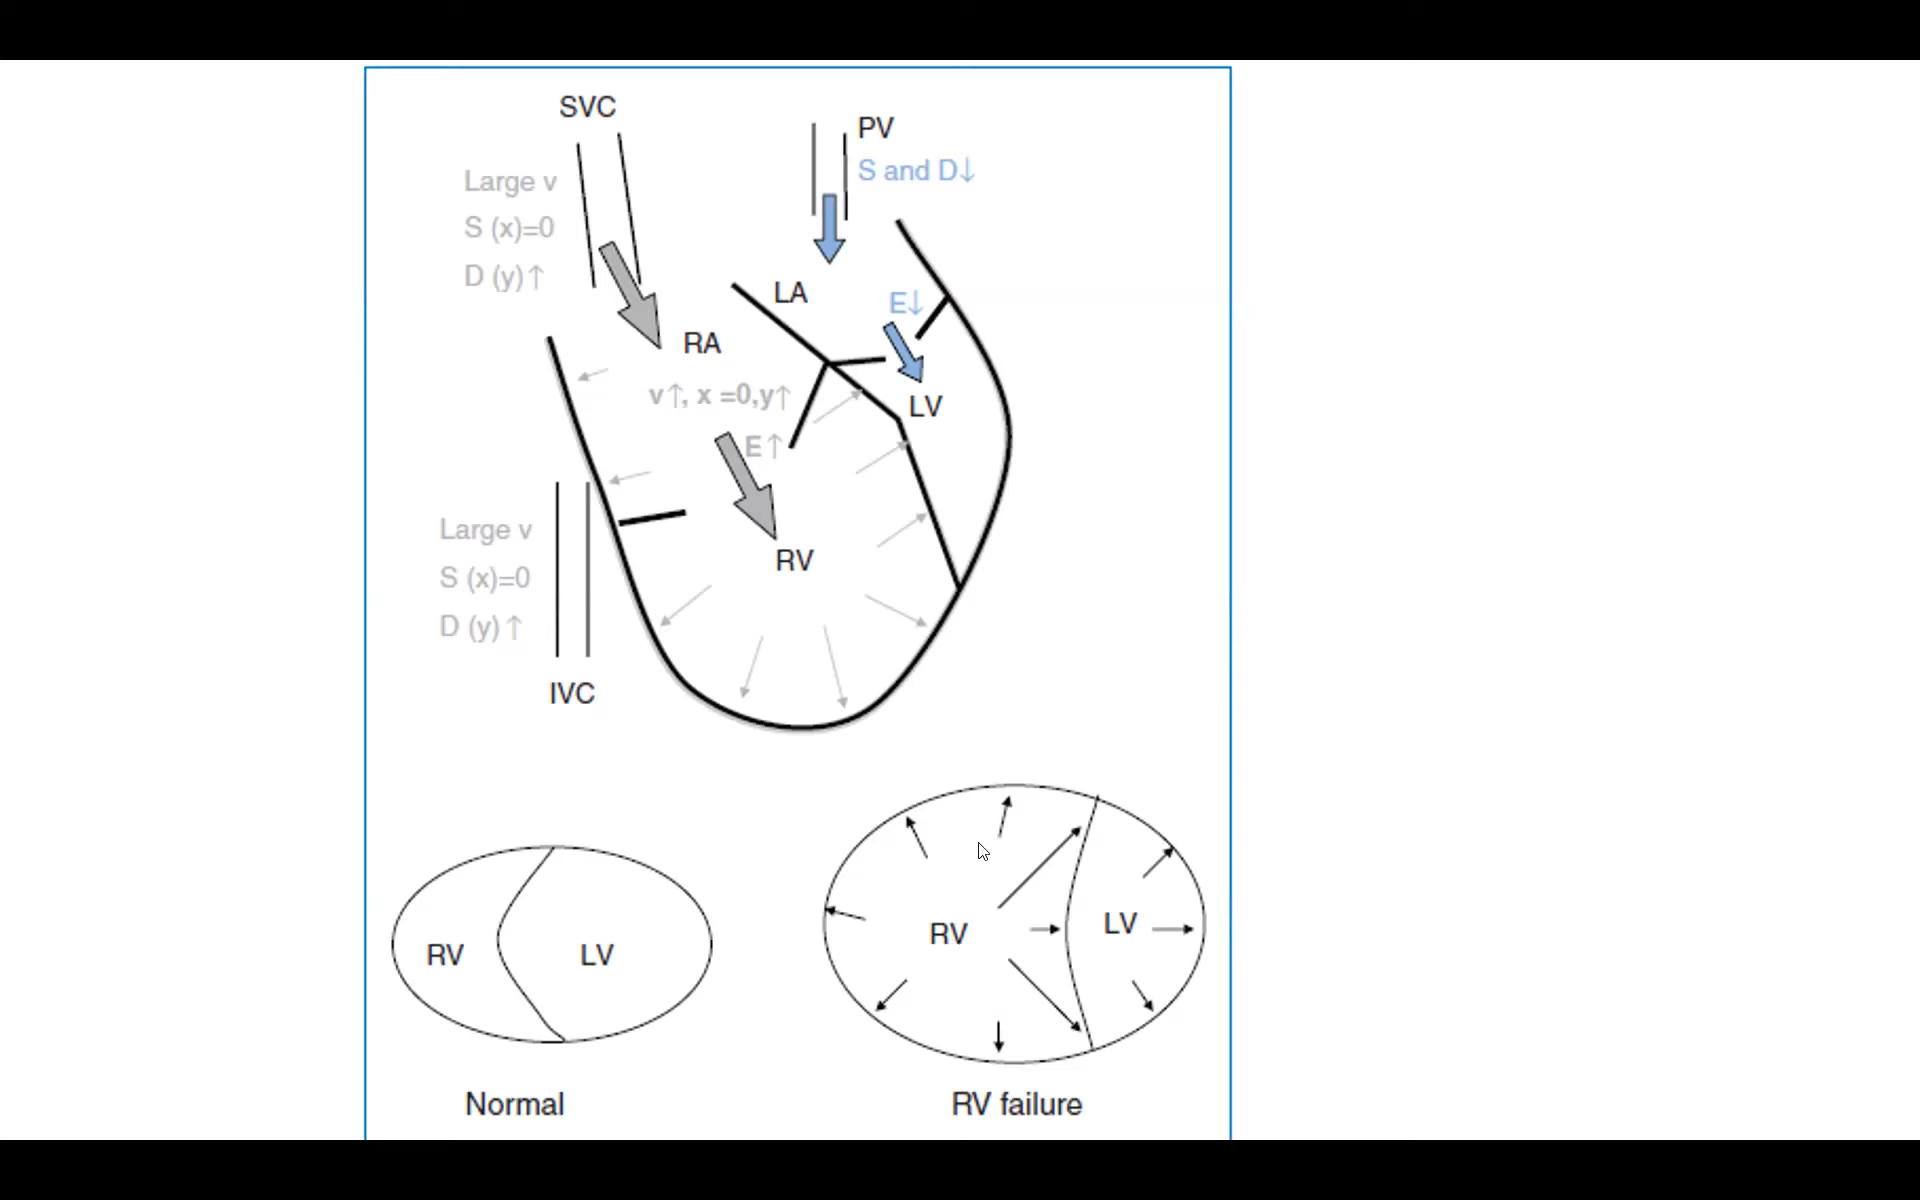 SVC
PV
S and D↓
Large v
S (x)=0
D (y)↑
LA
E↓
RA
v↑, x =0,y↑
LV
E↑
RV
Large v
S (x)=0
D (y)↑
IVC
RV
LV
RV
LV
Normal
RV failure